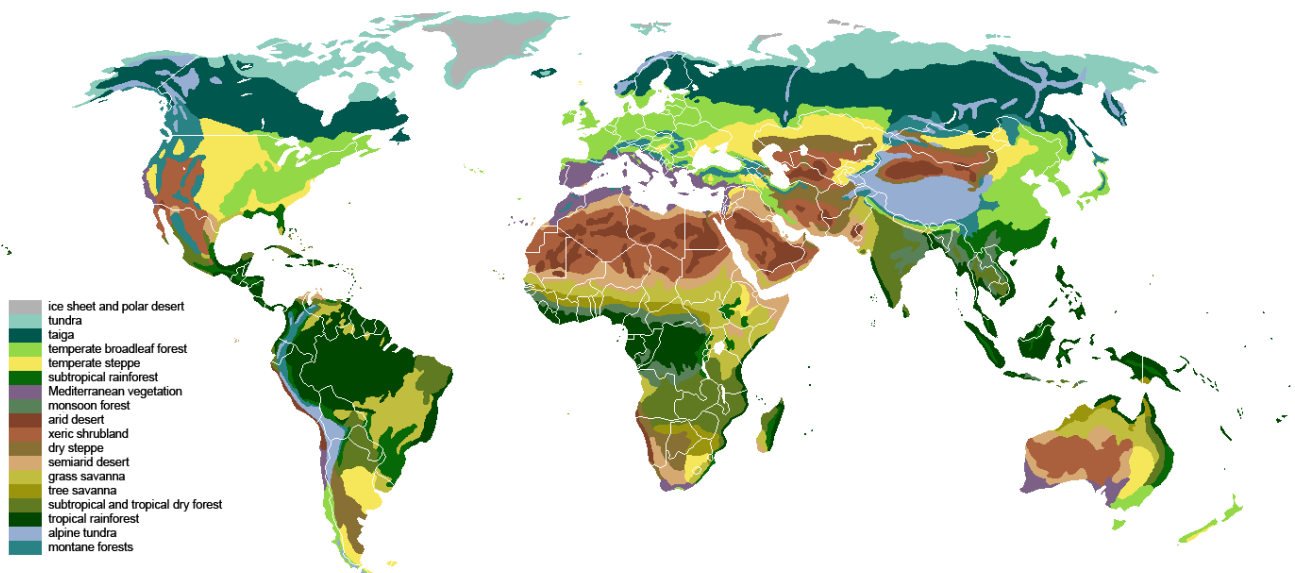 ice sheet and polar desert
tundra
taiga
temperate broadleaf forest
temperate steppe
subtropical rainforest
Mediterranean vegetation
monsoon forest
arid desert
xeric shrubland
dry steppe
semiarid desert
grass savanna
tree savanna
subtropical and tropical dry forest
tropical rainforest
alpine tundra
montane forests